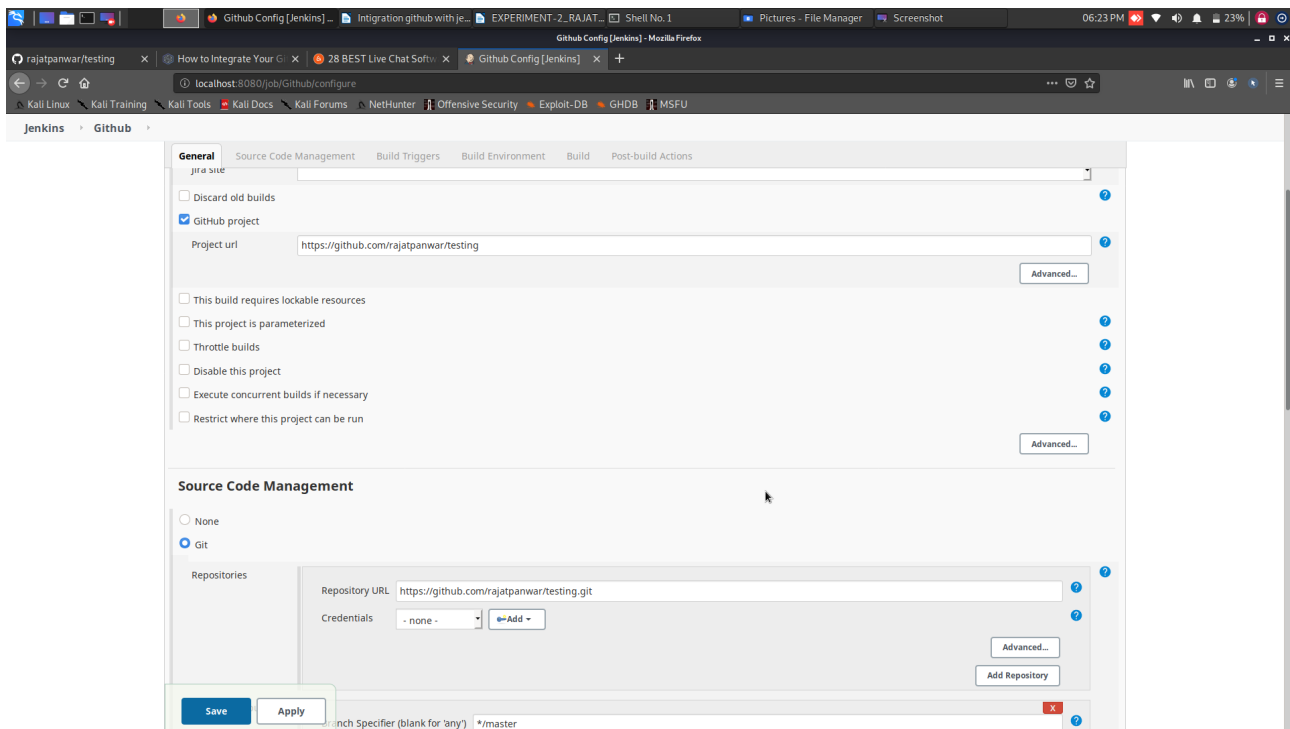 Github Config [Jenkins] - ...
Intigration github with je...
EXPERIMENT-2_RAJAT...
Shell No. 1
Pictures - File Manager
Screenshot
06:23 PM
23%
Github Config [Jenkins] - Mozilla Firefox
rajatpanwar/testing
How to Integrate Your Gi
28 BEST Live Chat Softw
Github Config [Jenkins]
localhost:8080/job/Github/configure
Kali Linux
Kali Training
Kali Tools
Kali Docs
Kali Forums
NetHunter
Offensive Security
Exploit-DB
GHDB
MSFU
Jenkins
Github
General
Source Code Management
Build Triggers
Build Environment
Build
Post-build Actions
Jira site
Discard old builds
GitHub project
Project url
https://github.com/rajatpanwar/testing
Advanced...
This build requires lockable resources
This project is parameterized
Throttle builds
Disable this project
Execute concurrent builds if necessary
Restrict where this project can be run
Advanced...
Source Code Management
None
Git
Repositories
Repository URL
https://github.com/rajatpanwar/testing.git
Credentials
- none -
Add
Advanced...
Add Repository
Save
Apply
Branch Specifier (blank for 'any')
*/master
X